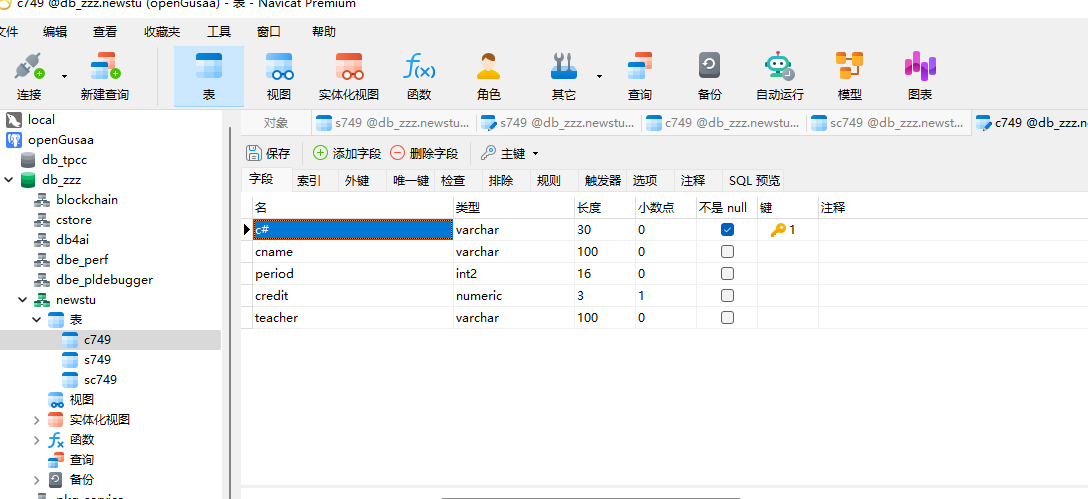 c749 @db_zzz.newstu (openGusaa) - 表 - Navicat Premium
文件 编辑 查看 收藏夹 工具 窗口 帮助
连接 新建查询 表 视图 实体化视图 函数 角色 其它 查询 备份 自动运行 模型 图表
local
openGusaa
db_tpcc
db_zzz
blockchain
cstore
db4ai
dbe_perf
dbe_pldebugger
newstu
表
c749
s749
sc749
视图
实体化视图
函数
查询
备份
pkg_service
对象 s749 @db_zzz.newstu... s749 @db_zzz.newstu... c749 @db_zzz.newstu... sc749 @db_zzz.newst... c749 @db_zzz.new
保存 添加字段 删除字段 主键
字段 索引 外键 唯一键 检查 排除 规则 触发器 选项 注释 SQL 预览
名 类型 长度 小数点 不是 null 键 注释
c# varchar 30 0 1
cname varchar 100 0
period int2 16 0
credit numeric 3 1
teacher varchar 100 0